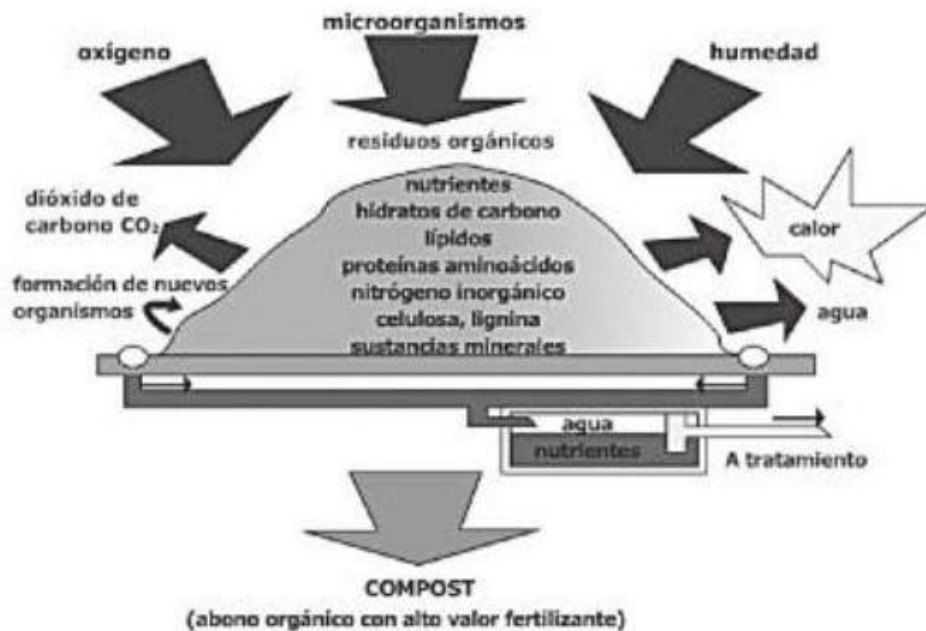 microorganismos
oxígeno
humedad
residuos orgánicos
nutrientes
hidratos de carbono
lípidos
proteínas aminoácidos
nitrógeno inorgánico
celulosa, lignina
sustancias minerales
dióxido de
carbono CO₂
formación de nuevos
organismos
calor
agua
agua
nutrientes
A tratamiento
COMPOST
(abono orgánico con alto valor fertilizante)